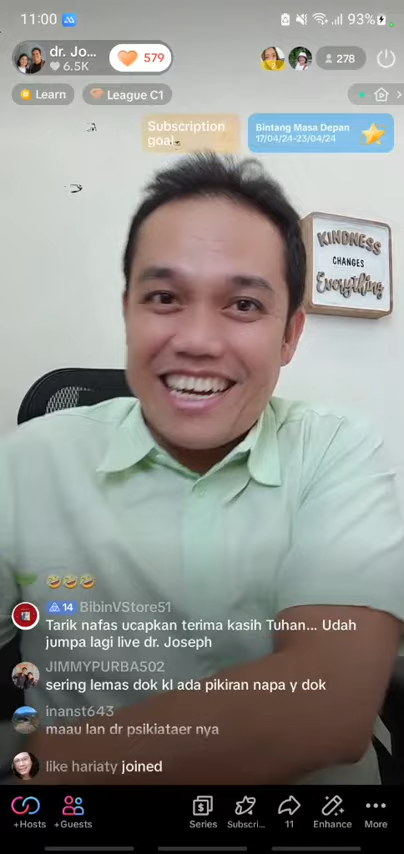 11:00
93%
dr. Jo...
6.5K
579
278
Learn
League C1
Subscription
goal
Bintang Masa Depan
17/04/24-23/04/24
KINDNESS
CHANGES
Everything
14 BibinVStore51
Tarik nafas ucapkan terima kasih Tuhan... Udah
jumpa lagi live dr. Joseph
JIMMYPURBA502
sering lemas dok kl ada pikiran napa y dok
inanst643
maau lan dr psikiataer nya
like hariaty joined
+Hosts
+Guests
Series
Subscri...
11
Enhance
More